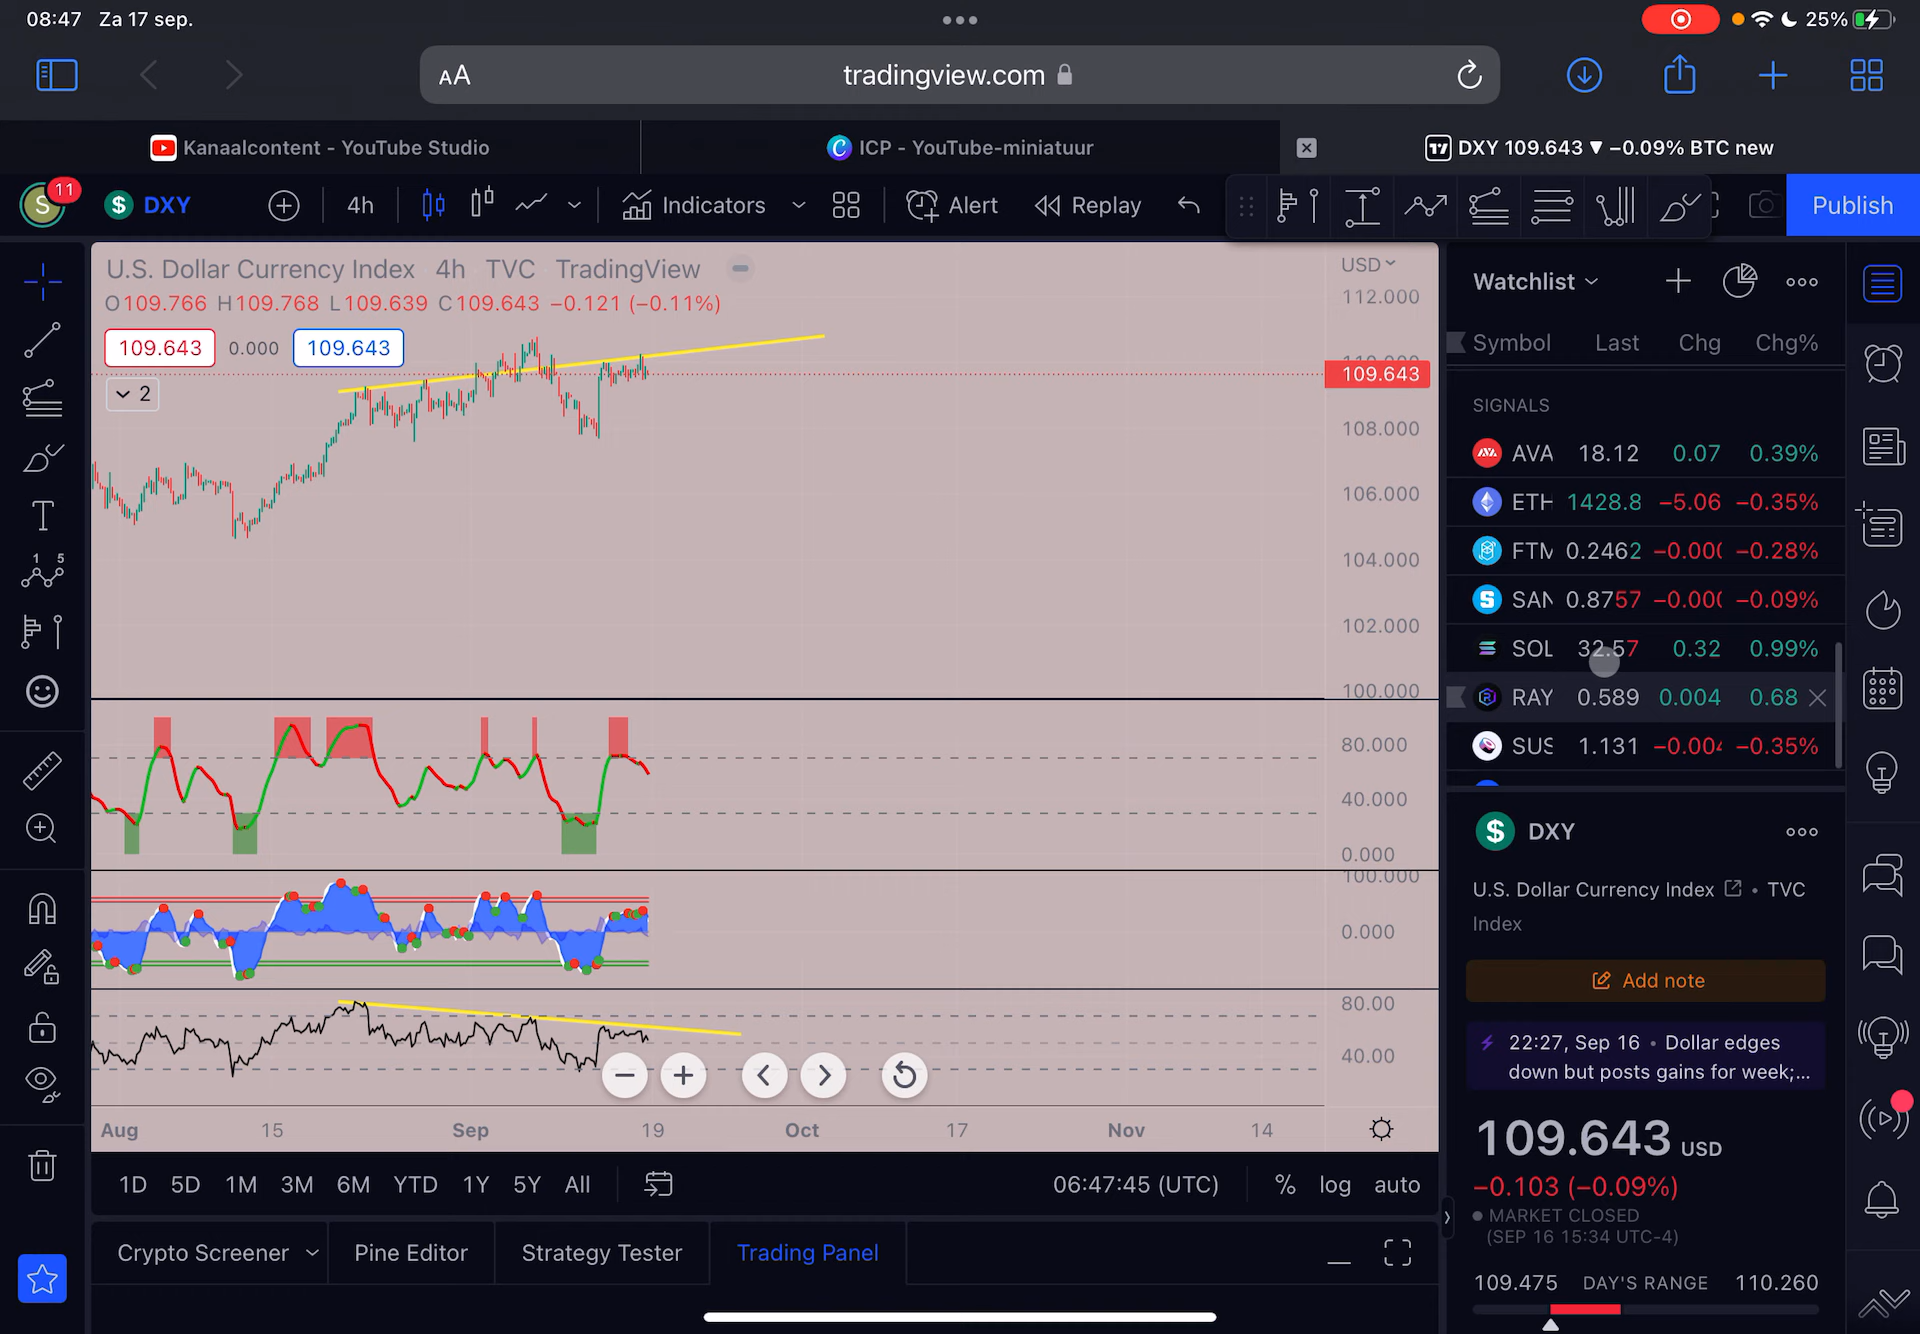 08:47 Za 17 sep.
25%
AA
tradingview.com
Kanaalcontent - YouTube Studio
ICP - YouTube-miniatuur
DXY 109.643 ▼ −0.09% BTC new
S
11
DXY
4h
Indicators
Alert
Replay
Publish
U.S. Dollar Currency Index 4h TVC TradingView
O109.766 H109.768 L109.639 C109.643 −0.121 (−0.11%)
109.643 0.000 109.643
2
USD
112.000
109.643
108.000
106.000
104.000
102.000
100.000
80.000
40.000
0.000
100.000
0.000
80.00
40.00
Aug 15 Sep 19 Oct 17 Nov 14
1D 5D 1M 3M 6M YTD 1Y 5Y All
06:47:45 (UTC) % log auto
Crypto Screener
Pine Editor
Strategy Tester
Trading Panel
Watchlist
Symbol Last Chg Chg%
SIGNALS
AVA 18.12 0.07 0.39%
ETH 1428.8 −5.06 −0.35%
FTM 0.2462 −0.00 −0.28%
SAN 0.8757 −0.00 −0.09%
SOL 32.57 0.32 0.99%
RAY 0.589 0.004 0.68
SUS 1.131 −0.00 −0.35%
DXY
U.S. Dollar Currency Index • TVC
Index
Add note
22:27, Sep 16 • Dollar edges
down but posts gains for week;...
109.643 USD
−0.103 (−0.09%)
MARKET CLOSED
(SEP 16 15:34 UTC-4)
109.475 DAY'S RANGE 110.260